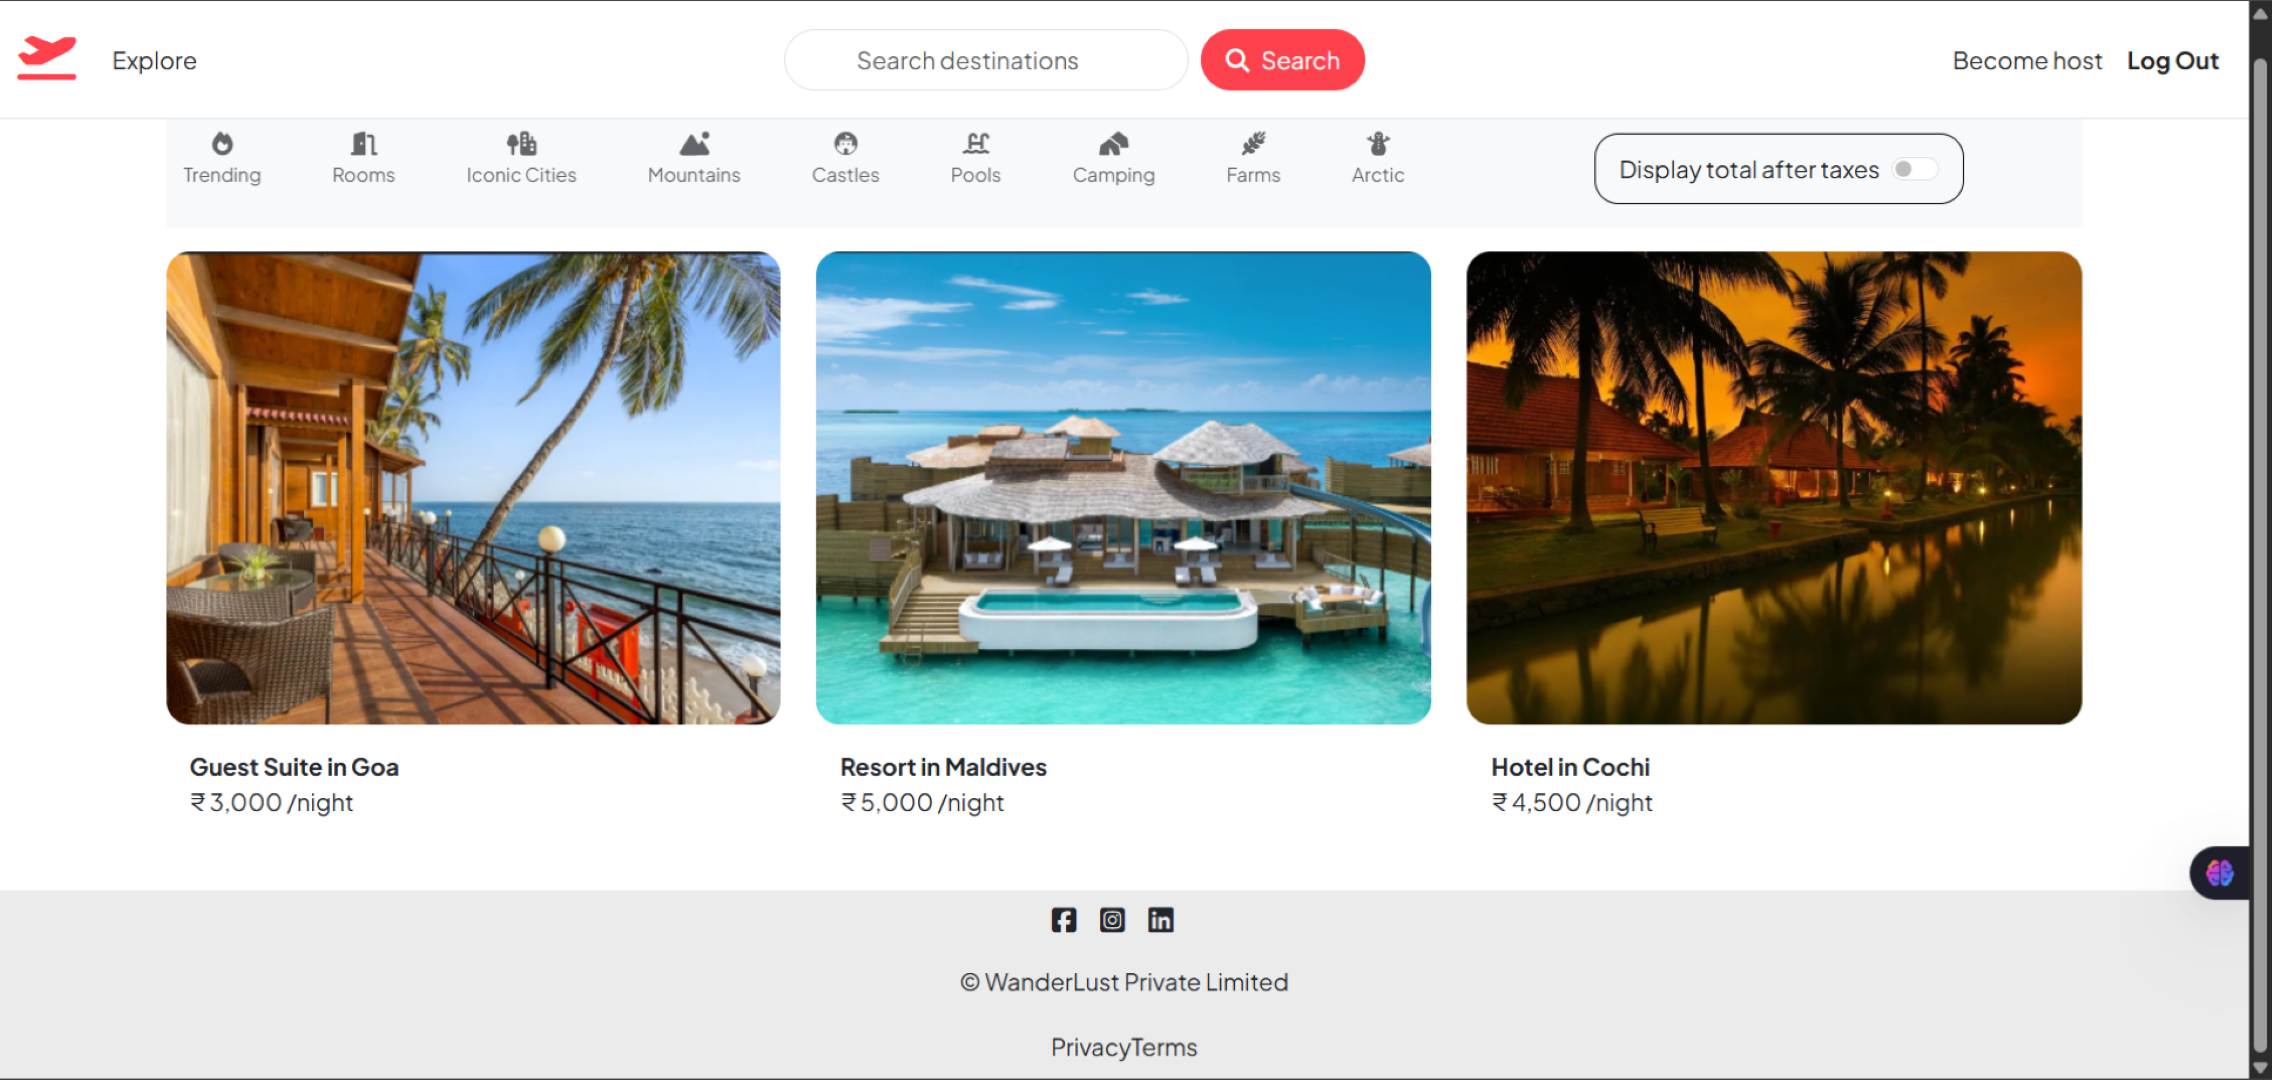 Explore
Search destinations
Search
Become host
Log Out
Trending
Rooms
Iconic Cities
Mountains
Castles
Pools
Camping
Farms
Arctic
Display total after taxes
Guest Suite in Goa
₹ 3,000 /night
Resort in Maldives
₹ 5,000 /night
Hotel in Cochi
₹ 4,500 /night
© WanderLust Private Limited
PrivacyTerms